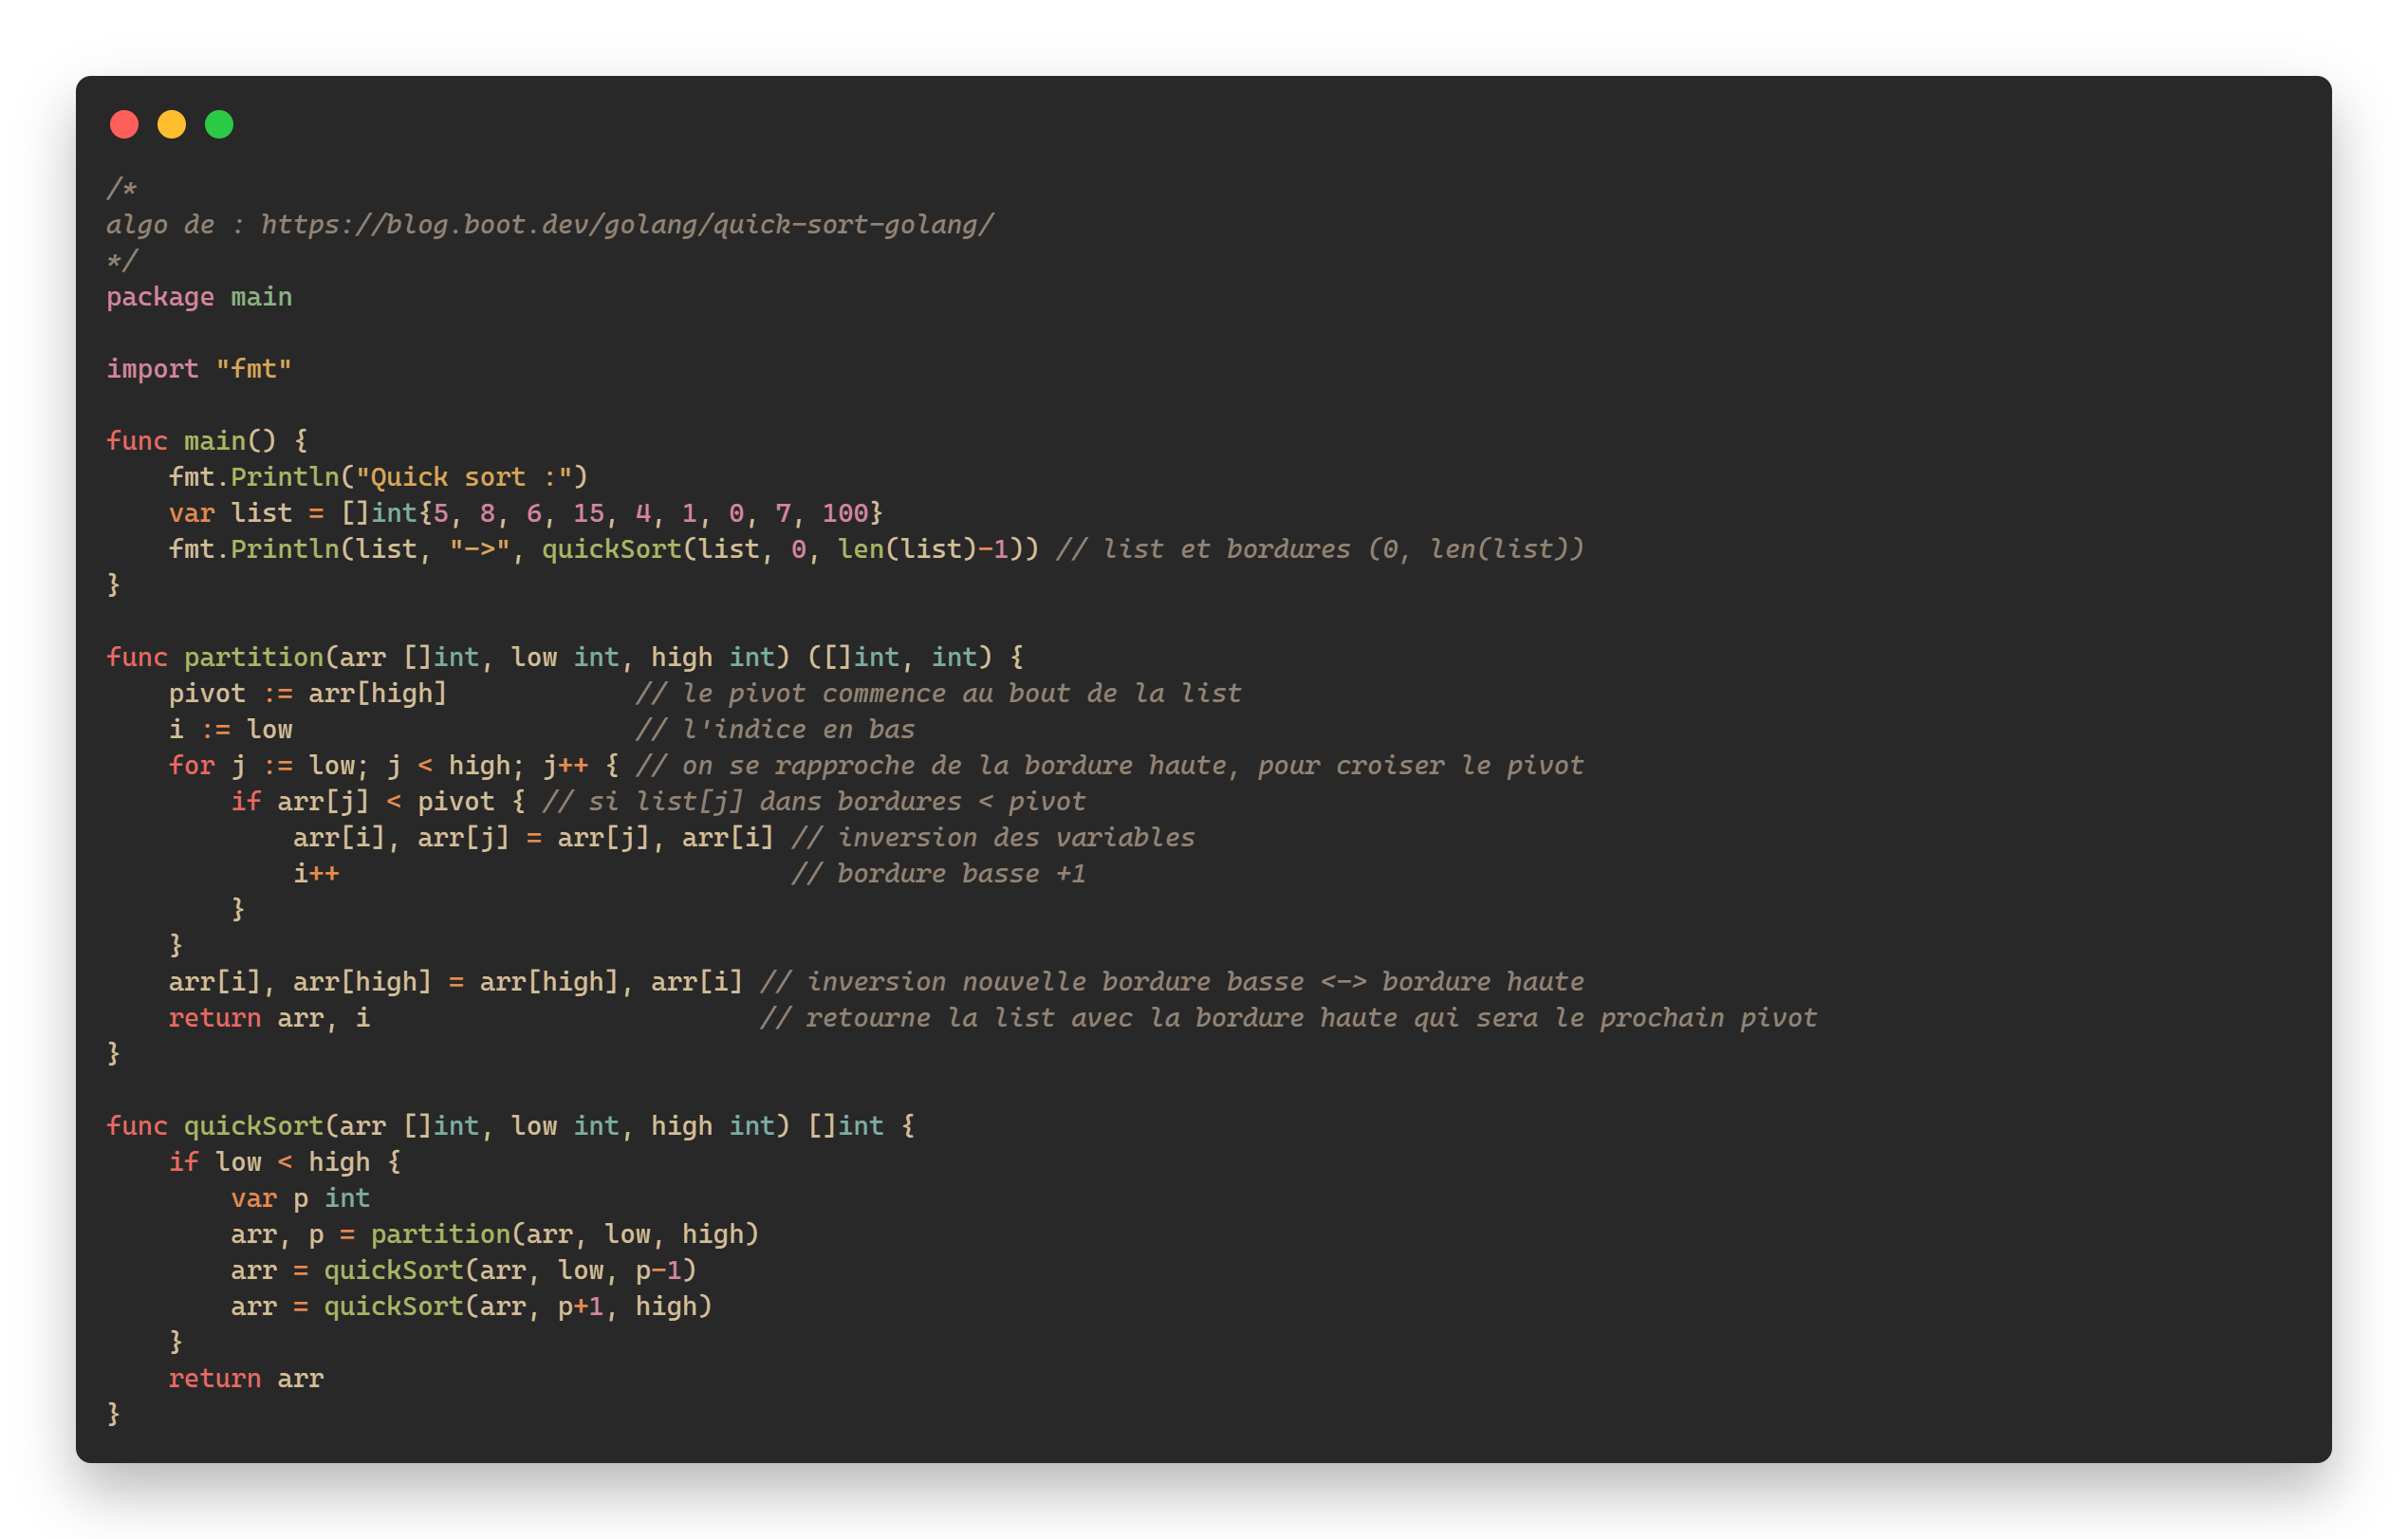 /*
algo de : https://blog.boot.dev/golang/quick-sort-golang/
*/
package main

import "fmt"

func main() {
    fmt.Println("Quick sort :")
    var list = []int{5, 8, 6, 15, 4, 1, 0, 7, 100}
    fmt.Println(list, "->", quickSort(list, 0, len(list)-1)) // list et bordures (0, len(list))
}

func partition(arr []int, low int, high int) ([]int, int) {
    pivot := arr[high]            // le pivot commence au bout de la list
    i := low                      // l'indice en bas
    for j := low; j < high; j++ { // on se rapproche de la bordure haute, pour croiser le pivot
        if arr[j] < pivot { // si list[j] dans bordures < pivot
            arr[i], arr[j] = arr[j], arr[i] // inversion des variables
            i++                             // bordure basse +1
        }
    }
    arr[i], arr[high] = arr[high], arr[i] // inversion nouvelle bordure basse <-> bordure haute
    return arr, i                         // retourne la list avec la bordure haute qui sera le prochain pivot
}

func quickSort(arr []int, low int, high int) []int {
    if low < high {
        var p int
        arr, p = partition(arr, low, high)
        arr = quickSort(arr, low, p-1)
        arr = quickSort(arr, p+1, high)
    }
    return arr
}